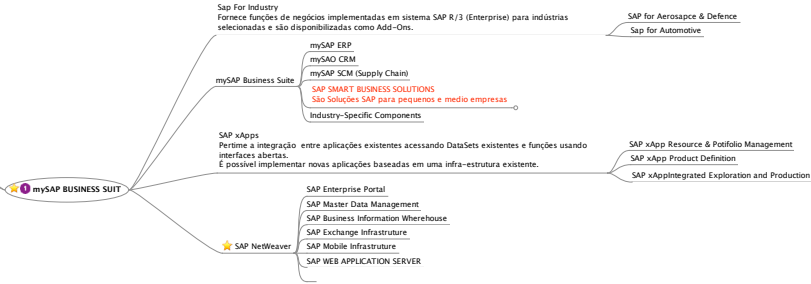 Sap For Industry
Fornece funções de negócios implementadas em sistema SAP R/3 (Enterprise) para indústrias
selecionadas e são disponibilizadas como Add-Ons.
SAP for Aerosapce & Defence
Sap for Automotive
mySAP Business Suite
mySAP ERP
mySAO CRM
mySAP SCM (Supply Chain)
SAP SMART BUSINESS SOLUTIONS
São Soluções SAP para pequenos e medio empresas
Industry-Specific Components
SAP xApps
Pertime a integração entre aplicações existentes acessando DataSets existentes e funções usando
interfaces abertas.
É possível implementar novas aplicações baseadas em uma infra-estrutura existente.
SAP xApp Resource & Potifolio Management
SAP xApp Product Definition
SAP xAppIntegrated Exploration and Production
1 mySAP BUSINESS SUIT
SAP NetWeaver
SAP Enterprise Portal
SAP Master Data Management
SAP Business Information Wherehouse
SAP Exchange Infrastruture
SAP Mobile Infrastruture
SAP WEB APPLICATION SERVER